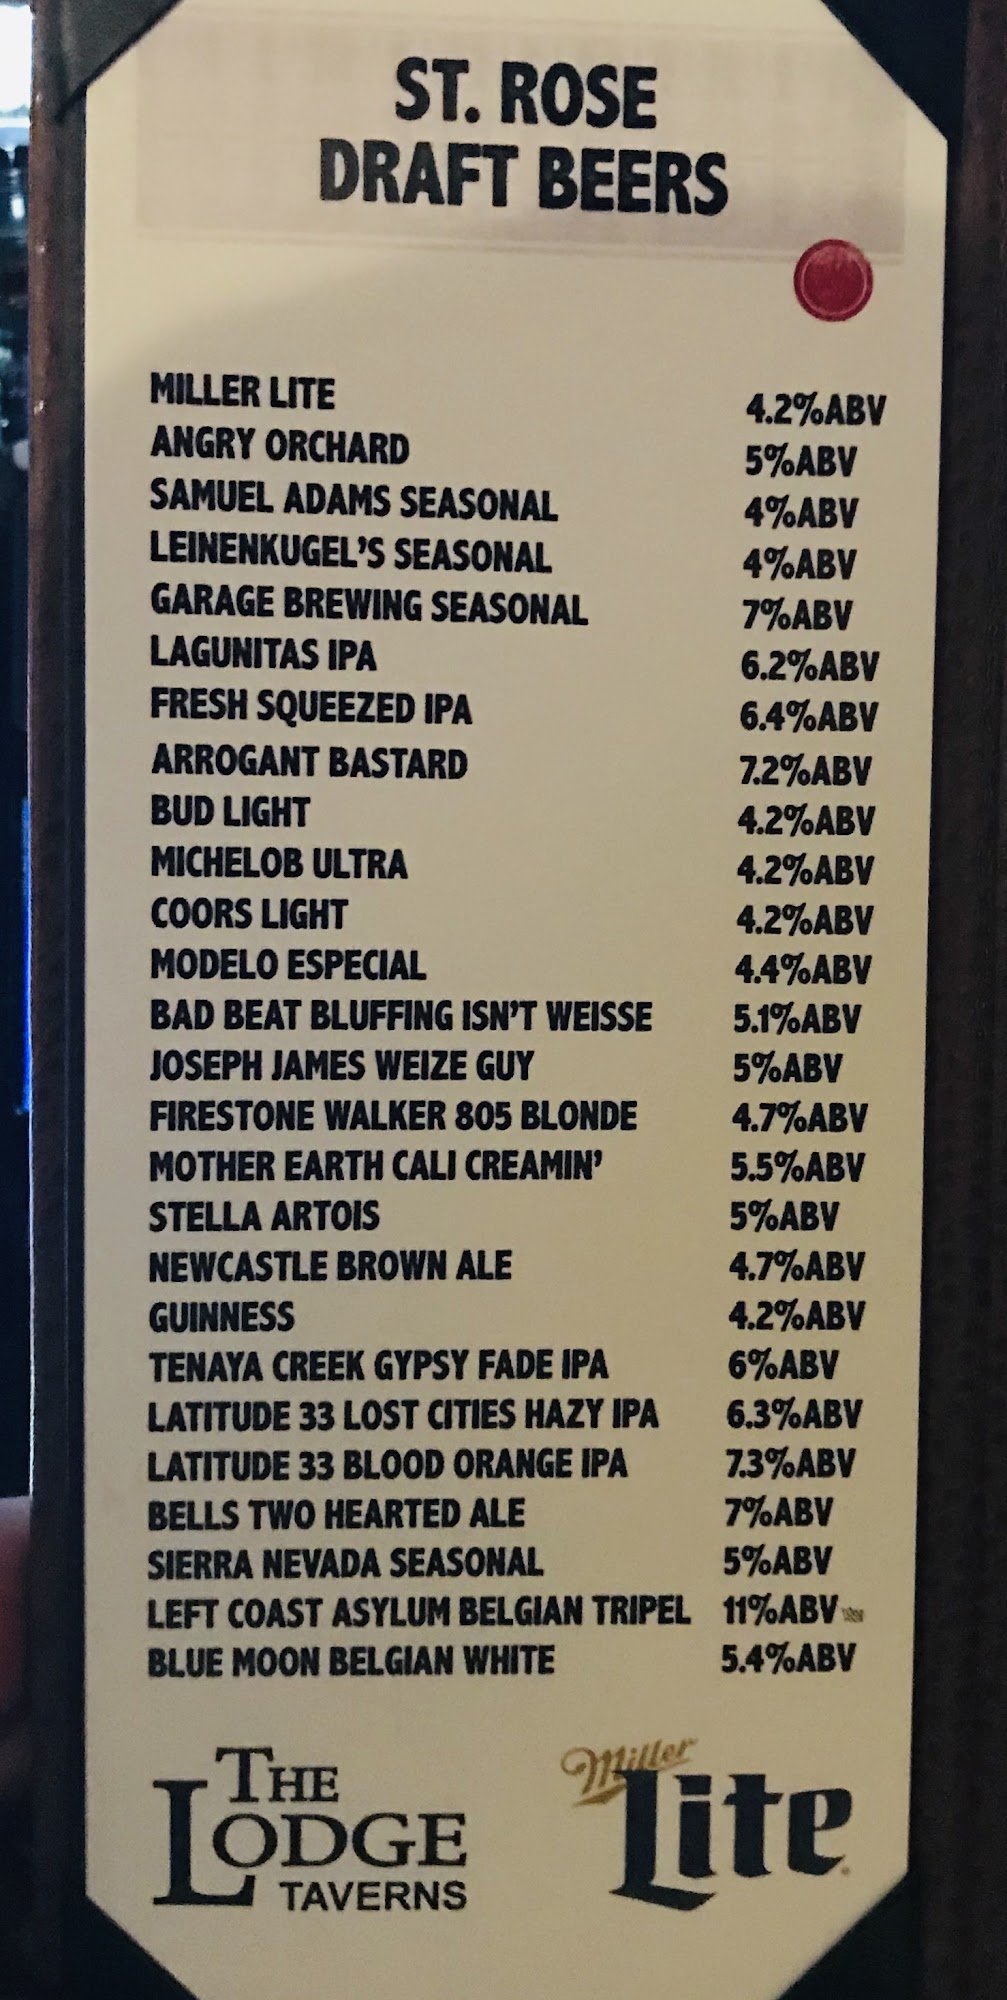 ST. ROSE
DRAFT BEERS
MILLER LITE 4.2%ABV
ANGRY ORCHARD 5%ABV
SAMUEL ADAMS SEASONAL 4%ABV
LEINENKUGEL'S SEASONAL 4%ABV
GARAGE BREWING SEASONAL 7%ABV
LAGUNITAS IPA 6.2%ABV
FRESH SQUEEZED IPA 6.4%ABV
ARROGANT BASTARD 7.2%ABV
BUD LIGHT 4.2%ABV
MICHELOB ULTRA 4.2%ABV
COORS LIGHT 4.2%ABV
MODELO ESPECIAL 4.4%ABV
BAD BEAT BLUFFING ISN'T WEISSE 5.1%ABV
JOSEPH JAMES WEIZE GUY 5%ABV
FIRESTONE WALKER 805 BLONDE 4.7%ABV
MOTHER EARTH CALI CREAMIN' 5.5%ABV
STELLA ARTOIS 5%ABV
NEWCASTLE BROWN ALE 4.7%ABV
GUINNESS 4.2%ABV
TENAYA CREEK GYPSY FADE IPA 6%ABV
LATITUDE 33 LOST CITIES HAZY IPA 6.3%ABV
LATITUDE 33 BLOOD ORANGE IPA 7.3%ABV
BELLS TWO HEARTED ALE 7%ABV
SIERRA NEVADA SEASONAL 5%ABV
LEFT COAST ASYLUM BELGIAN TRIPEL 11%ABV
BLUE MOON BELGIAN WHITE 5.4%ABV
THE
LODGE
TAVERNS
Miller
Lite